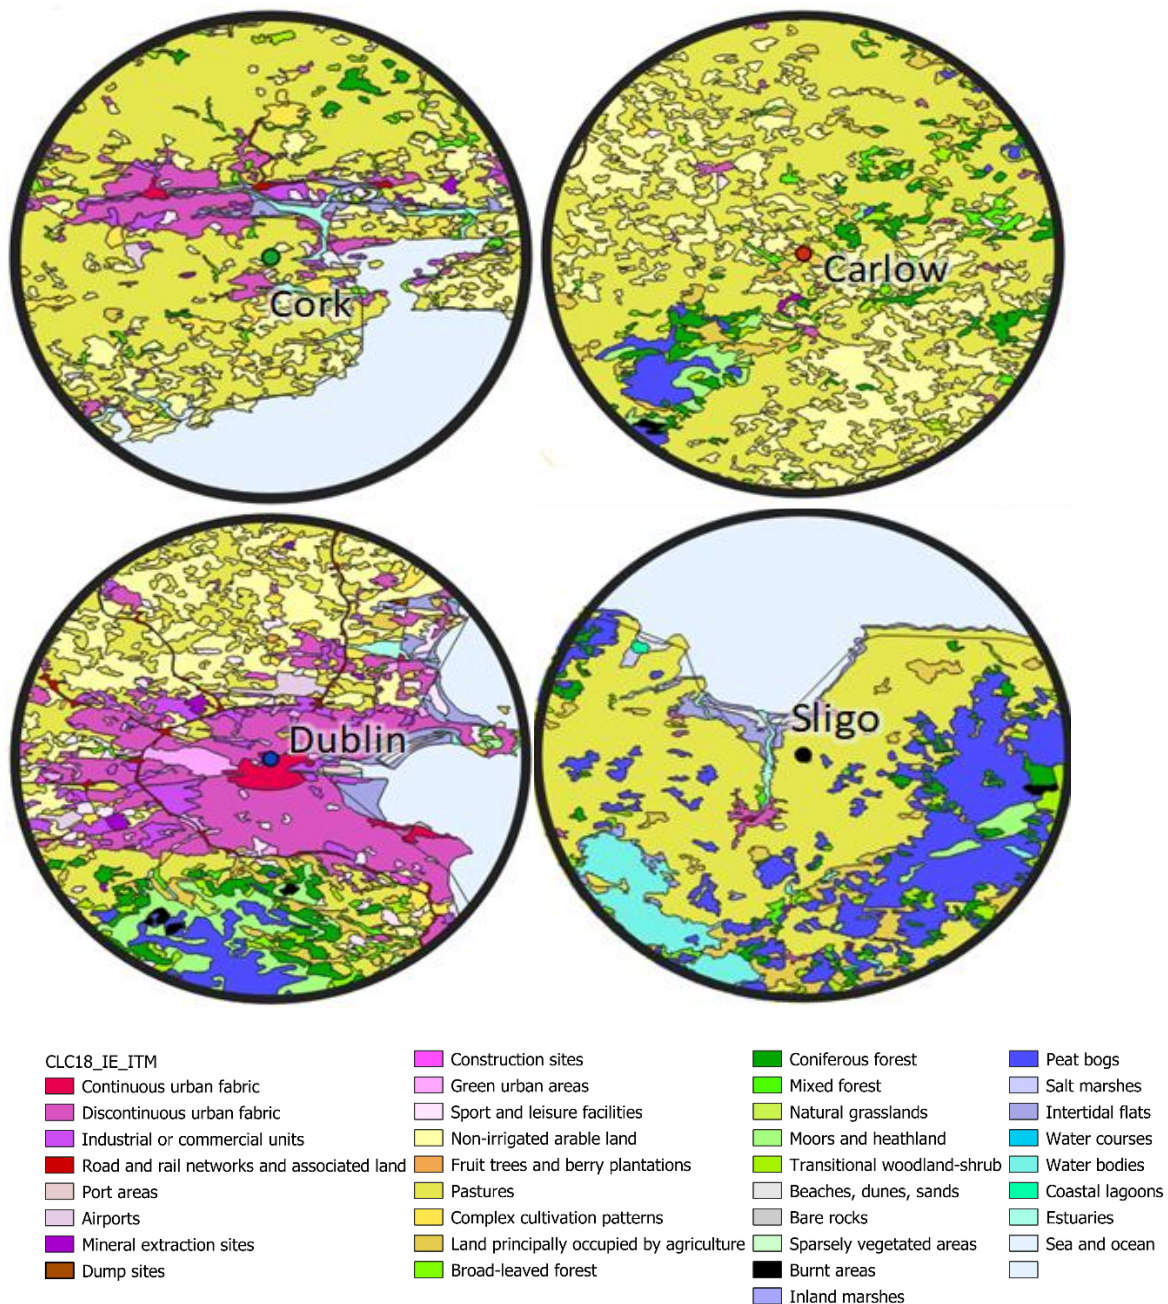 Cork
Carlow
Dublin
Sligo
CLC18_IE_ITM
Continuous urban fabric
Discontinuous urban fabric
Industrial or commercial units
Road and rail networks and associated land
Port areas
Airports
Mineral extraction sites
Dump sites
Construction sites
Green urban areas
Sport and leisure facilities
Non-irrigated arable land
Fruit trees and berry plantations
Pastures
Complex cultivation patterns
Land principally occupied by agriculture
Broad-leaved forest
Coniferous forest
Mixed forest
Natural grasslands
Moors and heathland
Transitional woodland-shrub
Beaches, dunes, sands
Bare rocks
Sparsely vegetated areas
Burnt areas
Inland marshes
Peat bogs
Salt marshes
Intertidal flats
Water courses
Water bodies
Coastal lagoons
Estuaries
Sea and ocean